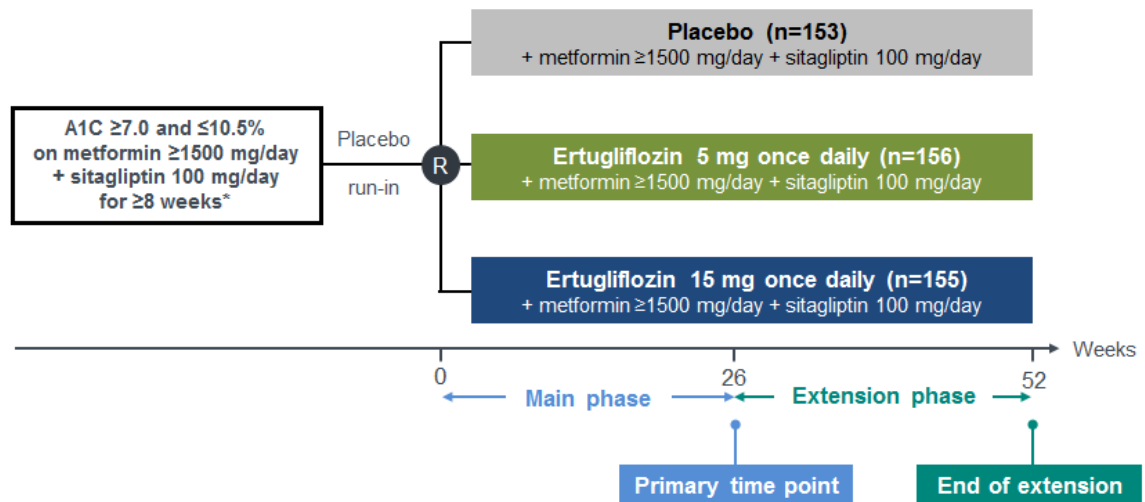 A1C ≥7.0 and ≤10.5%
on metformin ≥1500 mg/day
+ sitagliptin 100 mg/day
for ≥8 weeks*
Placebo
run-in
R
Placebo (n=153)
+ metformin ≥1500 mg/day + sitagliptin 100 mg/day
Ertugliflozin 5 mg once daily (n=156)
+ metformin ≥1500 mg/day + sitagliptin 100 mg/day
Ertugliflozin 15 mg once daily (n=155)
+ metformin ≥1500 mg/day + sitagliptin 100 mg/day
Weeks
0
26
52
Main phase
Extension phase
Primary time point
End of extension